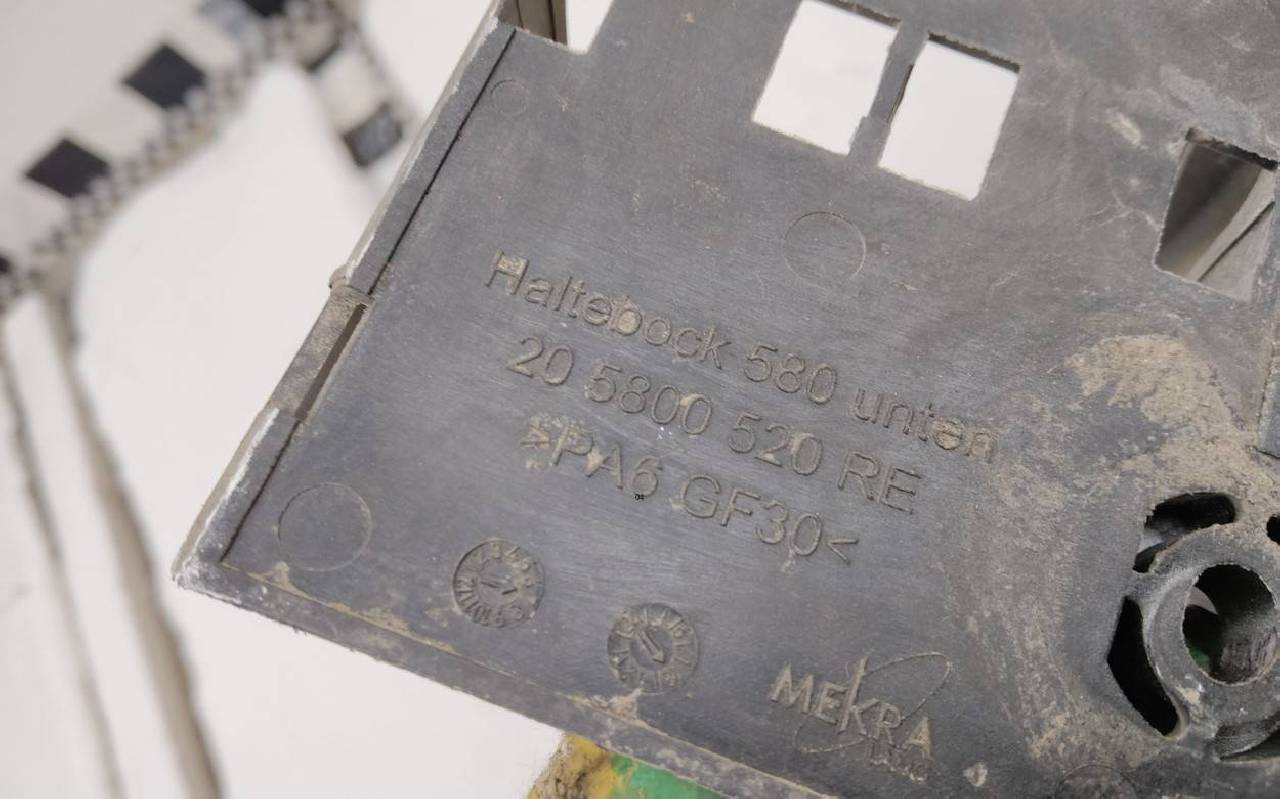 Haltebock 580 unten
20 5800 520 RE
>PA6 GF30<
MEKRA